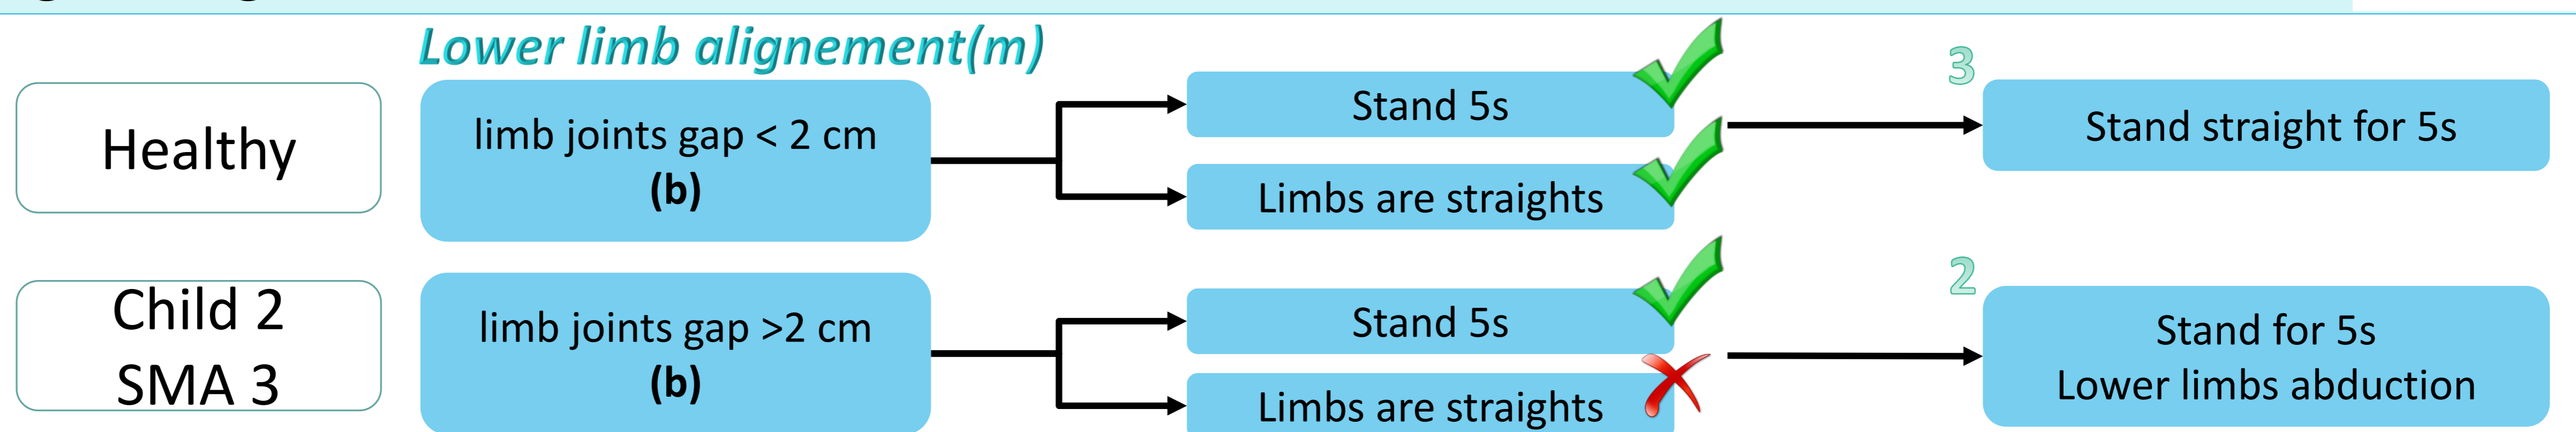 Lower limb alignement(m)
Healthy
limb joints gap < 2 cm
(b)
Stand 5s
Limbs are straights
3
Stand straight for 5s
Child 2
SMA 3
limb joints gap >2 cm
(b)
Stand 5s
Limbs are straights
2
Stand for 5s
Lower limbs abduction